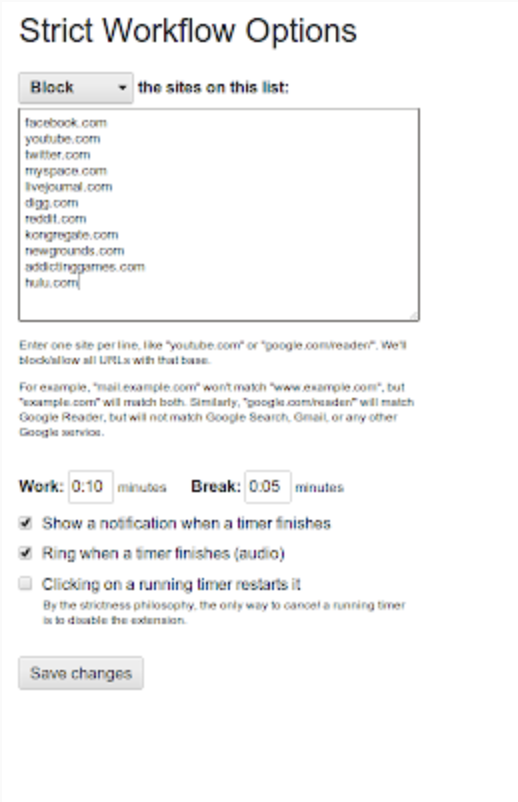 Strict Workflow Options
Block the sites on this list:
facebook.com
youtube.com
twitter.com
myspace.com
livejournal.com
digg.com
reddit.com
kongregate.com
newgrounds.com
addictinggames.com
hulu.com
Enter one site per line, like "youtube.com" or "google.com/reader/". We'll
block/allow all URLs with that base.
For example, "mail.example.com" won't match "www.example.com", but
"example.com" will match both. Similarly, "google.com/reader/" will match
Google Reader, but will not match Google Search, Gmail, or any other
Google service.
Work: 0:10 minutes Break: 0:05 minutes
Show a notification when a timer finishes
Ring when a timer finishes (audio)
Clicking on a running timer restarts it
By the strictness philosophy, the only way to cancel a running timer
is to disable the extension.
Save changes